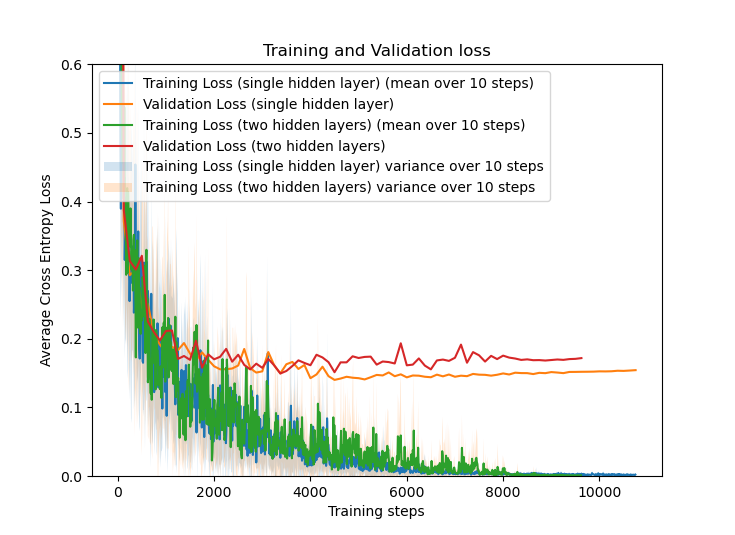 Training and Validation loss
0.6
0.5
0.4
0.3
0.2
0.1
0.0
Average Cross Entropy Loss
Training Loss (single hidden layer) (mean over 10 steps)
Validation Loss (single hidden layer)
Training Loss (two hidden layers) (mean over 10 steps)
Validation Loss (two hidden layers)
Training Loss (single hidden layer) variance over 10 steps
Training Loss (two hidden layers) variance over 10 steps
0 2000 4000 6000 8000 10000
Training steps